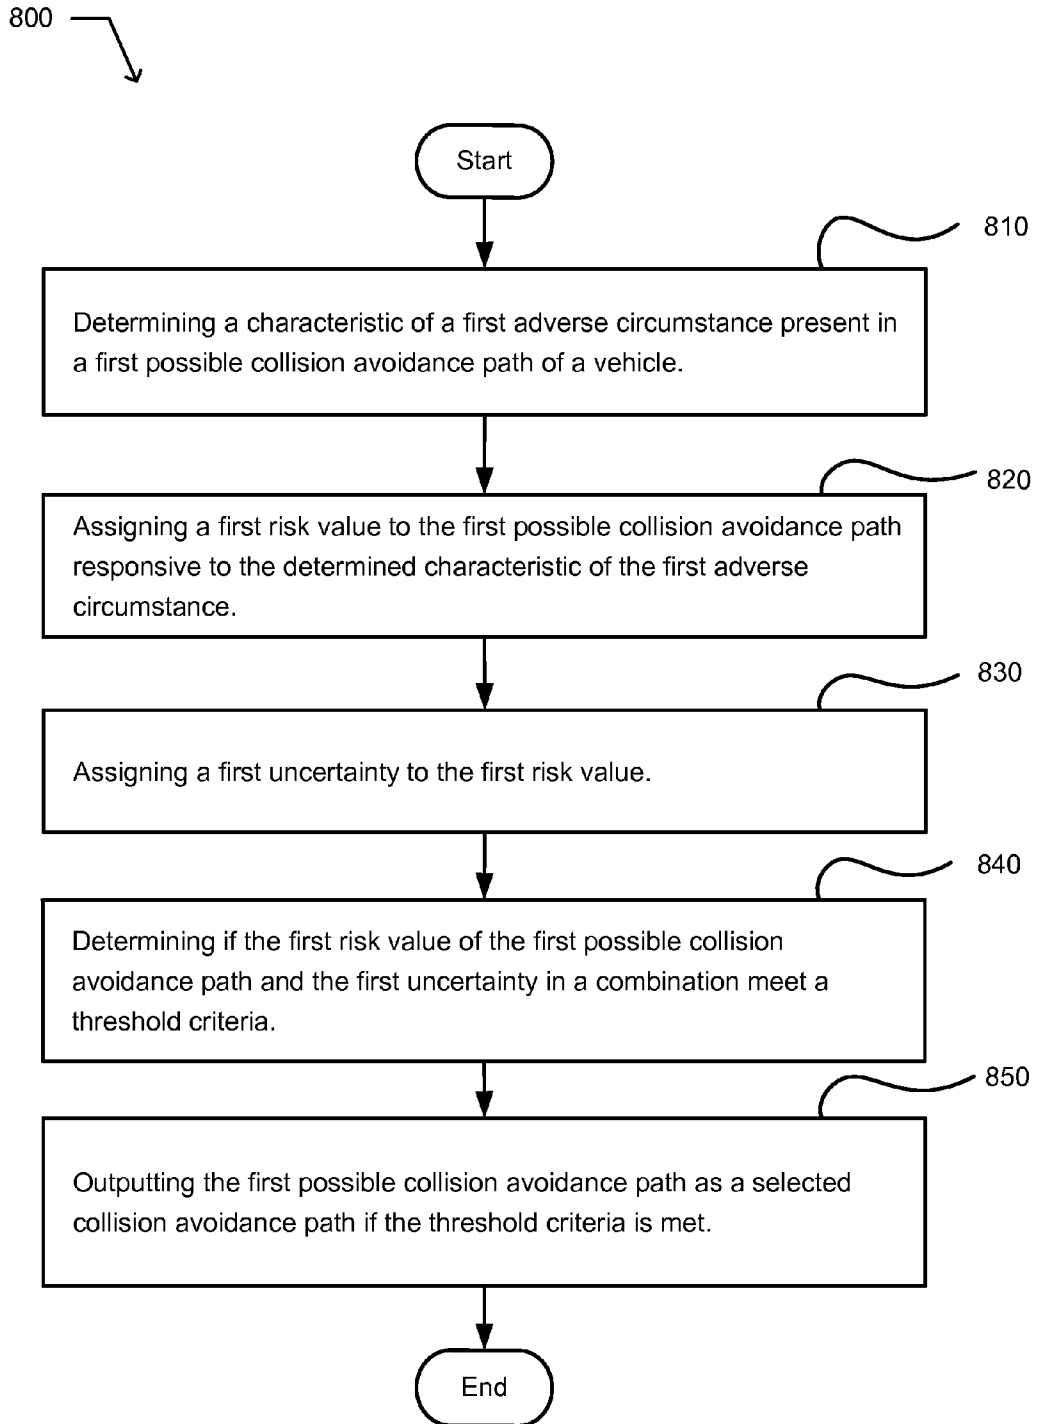 800
Start
810
Determining a characteristic of a first adverse circumstance present in
a first possible collision avoidance path of a vehicle.
820
Assigning a first risk value to the first possible collision avoidance path
responsive to the determined characteristic of the first adverse
circumstance.
830
Assigning a first uncertainty to the first risk value.
840
Determining if the first risk value of the first possible collision
avoidance path and the first uncertainty in a combination meet a
threshold criteria.
850
Outputting the first possible collision avoidance path as a selected
collision avoidance path if the threshold criteria is met.
End